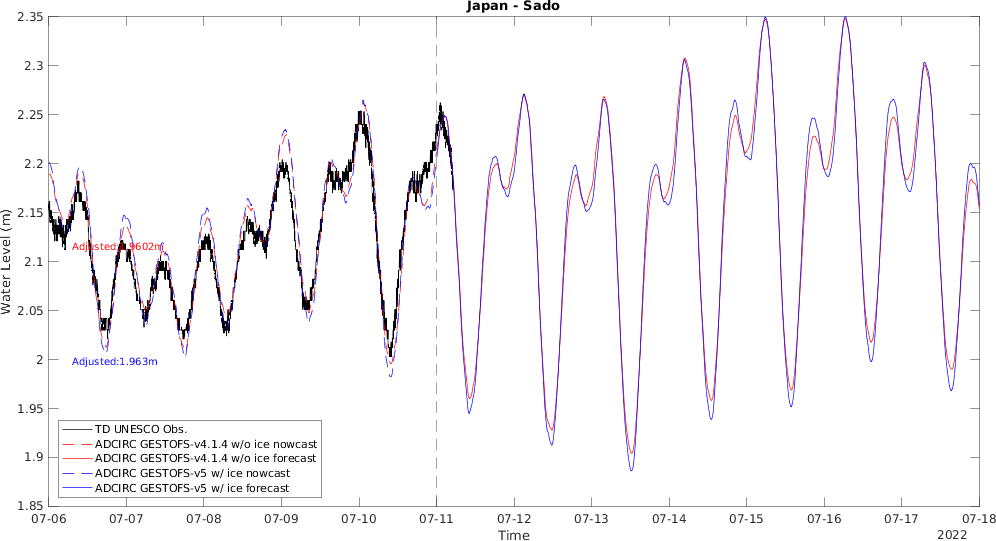 Japan - Sado
2.35
2.3
2.25
2.2
2.15
2.1
2.05
2
1.95
1.9
1.85
Water Level (m)
Adjusted:1.9602m
Adjusted:1.963m
TD UNESCO Obs.
ADCIRC GESTOFS-v4.1.4 w/o ice nowcast
ADCIRC GESTOFS-v4.1.4 w/o ice forecast
ADCIRC GESTOFS-v5 w/ ice nowcast
ADCIRC GESTOFS-v5 w/ ice forecast
07-06 07-07 07-08 07-09 07-10 07-11 07-12 07-13 07-14 07-15 07-16 07-17 07-18
Time
2022